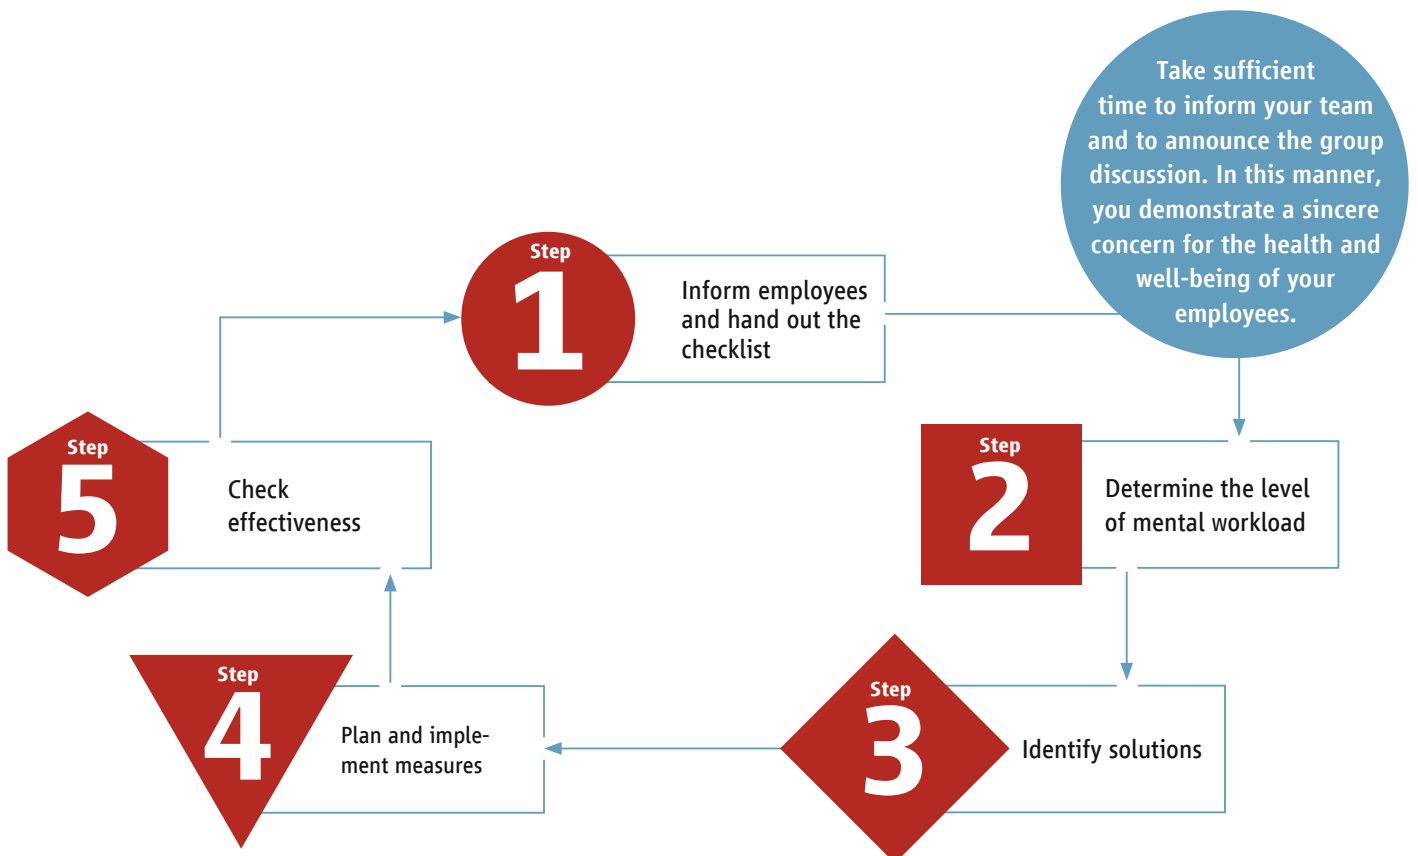 Take sufficient
time to inform your team
and to announce the group
discussion. In this manner,
you demonstrate a sincere
concern for the health and
well-being of your
employees.
Step
1
Inform employees
and hand out the
checklist
Step
2
Determine the level
of mental workload
Step
3
Identify solutions
Step
4
Plan and imple-
ment measures
Step
5
Check
effectiveness